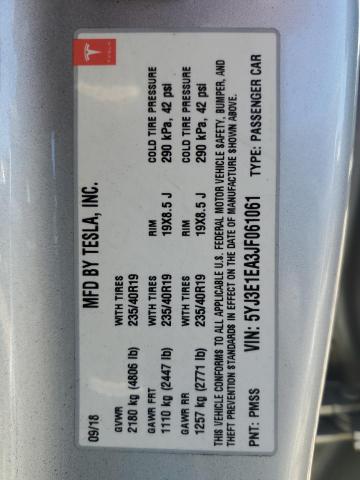 MFD BY TESLA, INC.
TESLA
09/18
GVWR
2180 kg (4806 lb)
GAWR FRT WITH TIRES RIM COLD TIRE PRESSURE
1110 kg (2447 lb) 235/40R19 19X8.5 J 290 kPa, 42 psi
GAWR RR WITH TIRES RIM COLD TIRE PRESSURE
1257 kg (2771 lb) 235/40R19 19X8.5 J 290 kPa, 42 psi
THIS VEHICLE CONFORMS TO ALL APPLICABLE U.S. FEDERAL MOTOR VEHICLE SAFETY, BUMPER, AND
THEFT PREVENTION STANDARDS IN EFFECT ON THE DATE OF MANUFACTURE SHOWN ABOVE.
PNT: PMSS VIN: 5YJ3E1EA3JF061061 TYPE: PASSENGER CAR